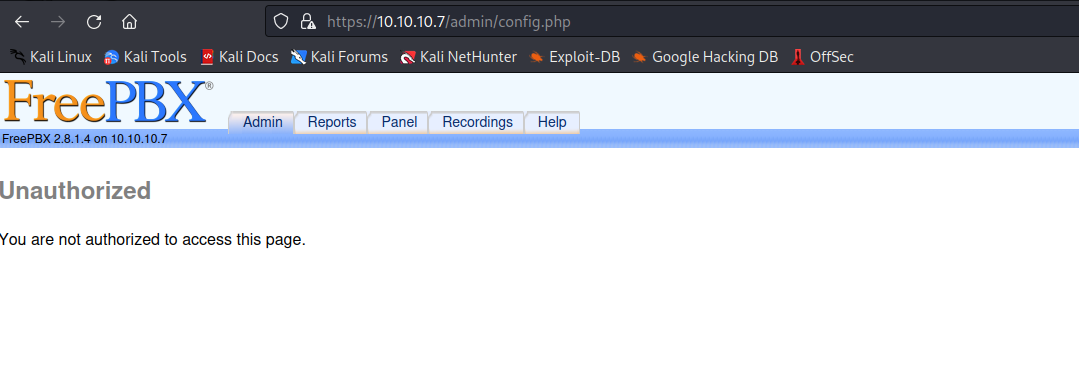 https://10.10.10.7/admin/config.php
Kali Linux Kali Tools Kali Docs Kali Forums Kali NetHunter Exploit-DB Google Hacking DB OffSec
FreePBX®
Admin Reports Panel Recordings Help
FreePBX 2.8.1.4 on 10.10.10.7
Unauthorized
You are not authorized to access this page.